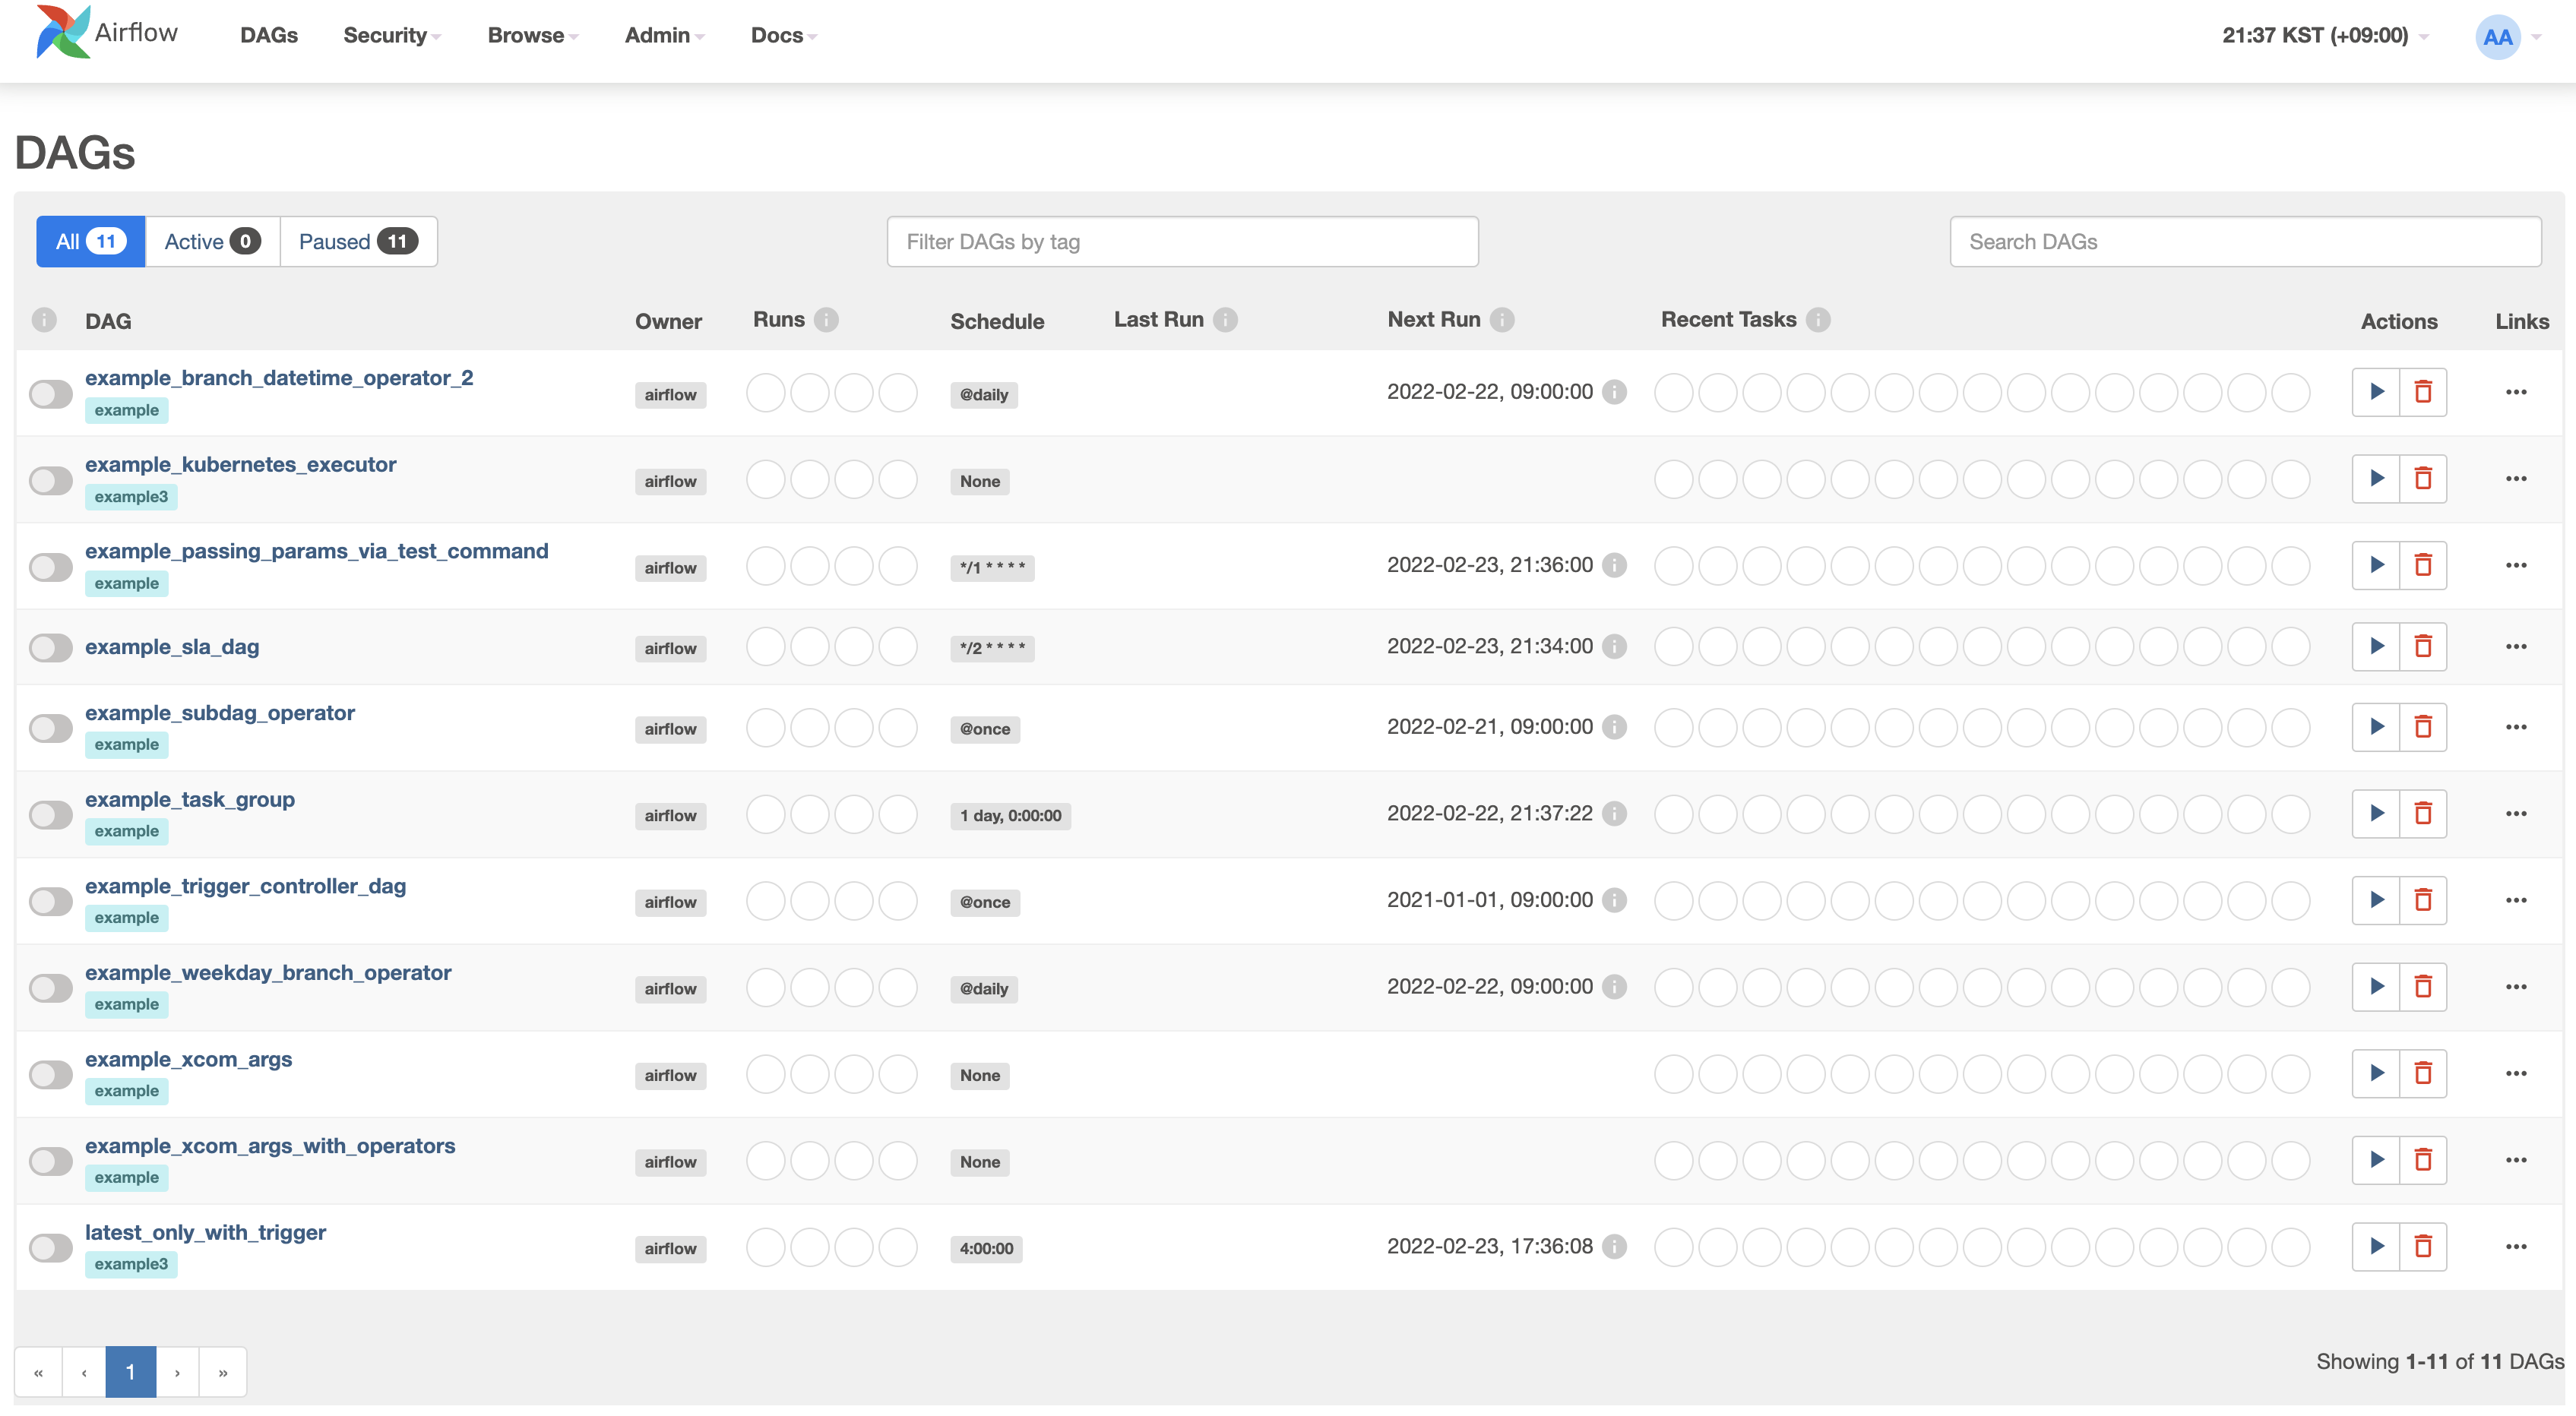 Airflow DAGs Security Browse Admin Docs 21:37 KST (+09:00) AA
DAGs
All 11 Active 0 Paused 11 Filter DAGs by tag Search DAGs
DAG Owner Runs Schedule Last Run Next Run Recent Tasks Actions Links
example_branch_datetime_operator_2
example airflow @daily 2022-02-22, 09:00:00
example_kubernetes_executor
example3 airflow None
example_passing_params_via_test_command
example airflow */1 * * * * 2022-02-23, 21:36:00
example_sla_dag airflow */2 * * * * 2022-02-23, 21:34:00
example_subdag_operator
example airflow @once 2022-02-21, 09:00:00
example_task_group
example airflow 1 day, 0:00:00 2022-02-22, 21:37:22
example_trigger_controller_dag
example airflow @once 2021-01-01, 09:00:00
example_weekday_branch_operator
example airflow @daily 2022-02-22, 09:00:00
example_xcom_args
example airflow None
example_xcom_args_with_operators
example airflow None
latest_only_with_trigger
example3 airflow 4:00:00 2022-02-23, 17:36:08
« ‹ 1 › » Showing 1-11 of 11 DAGs